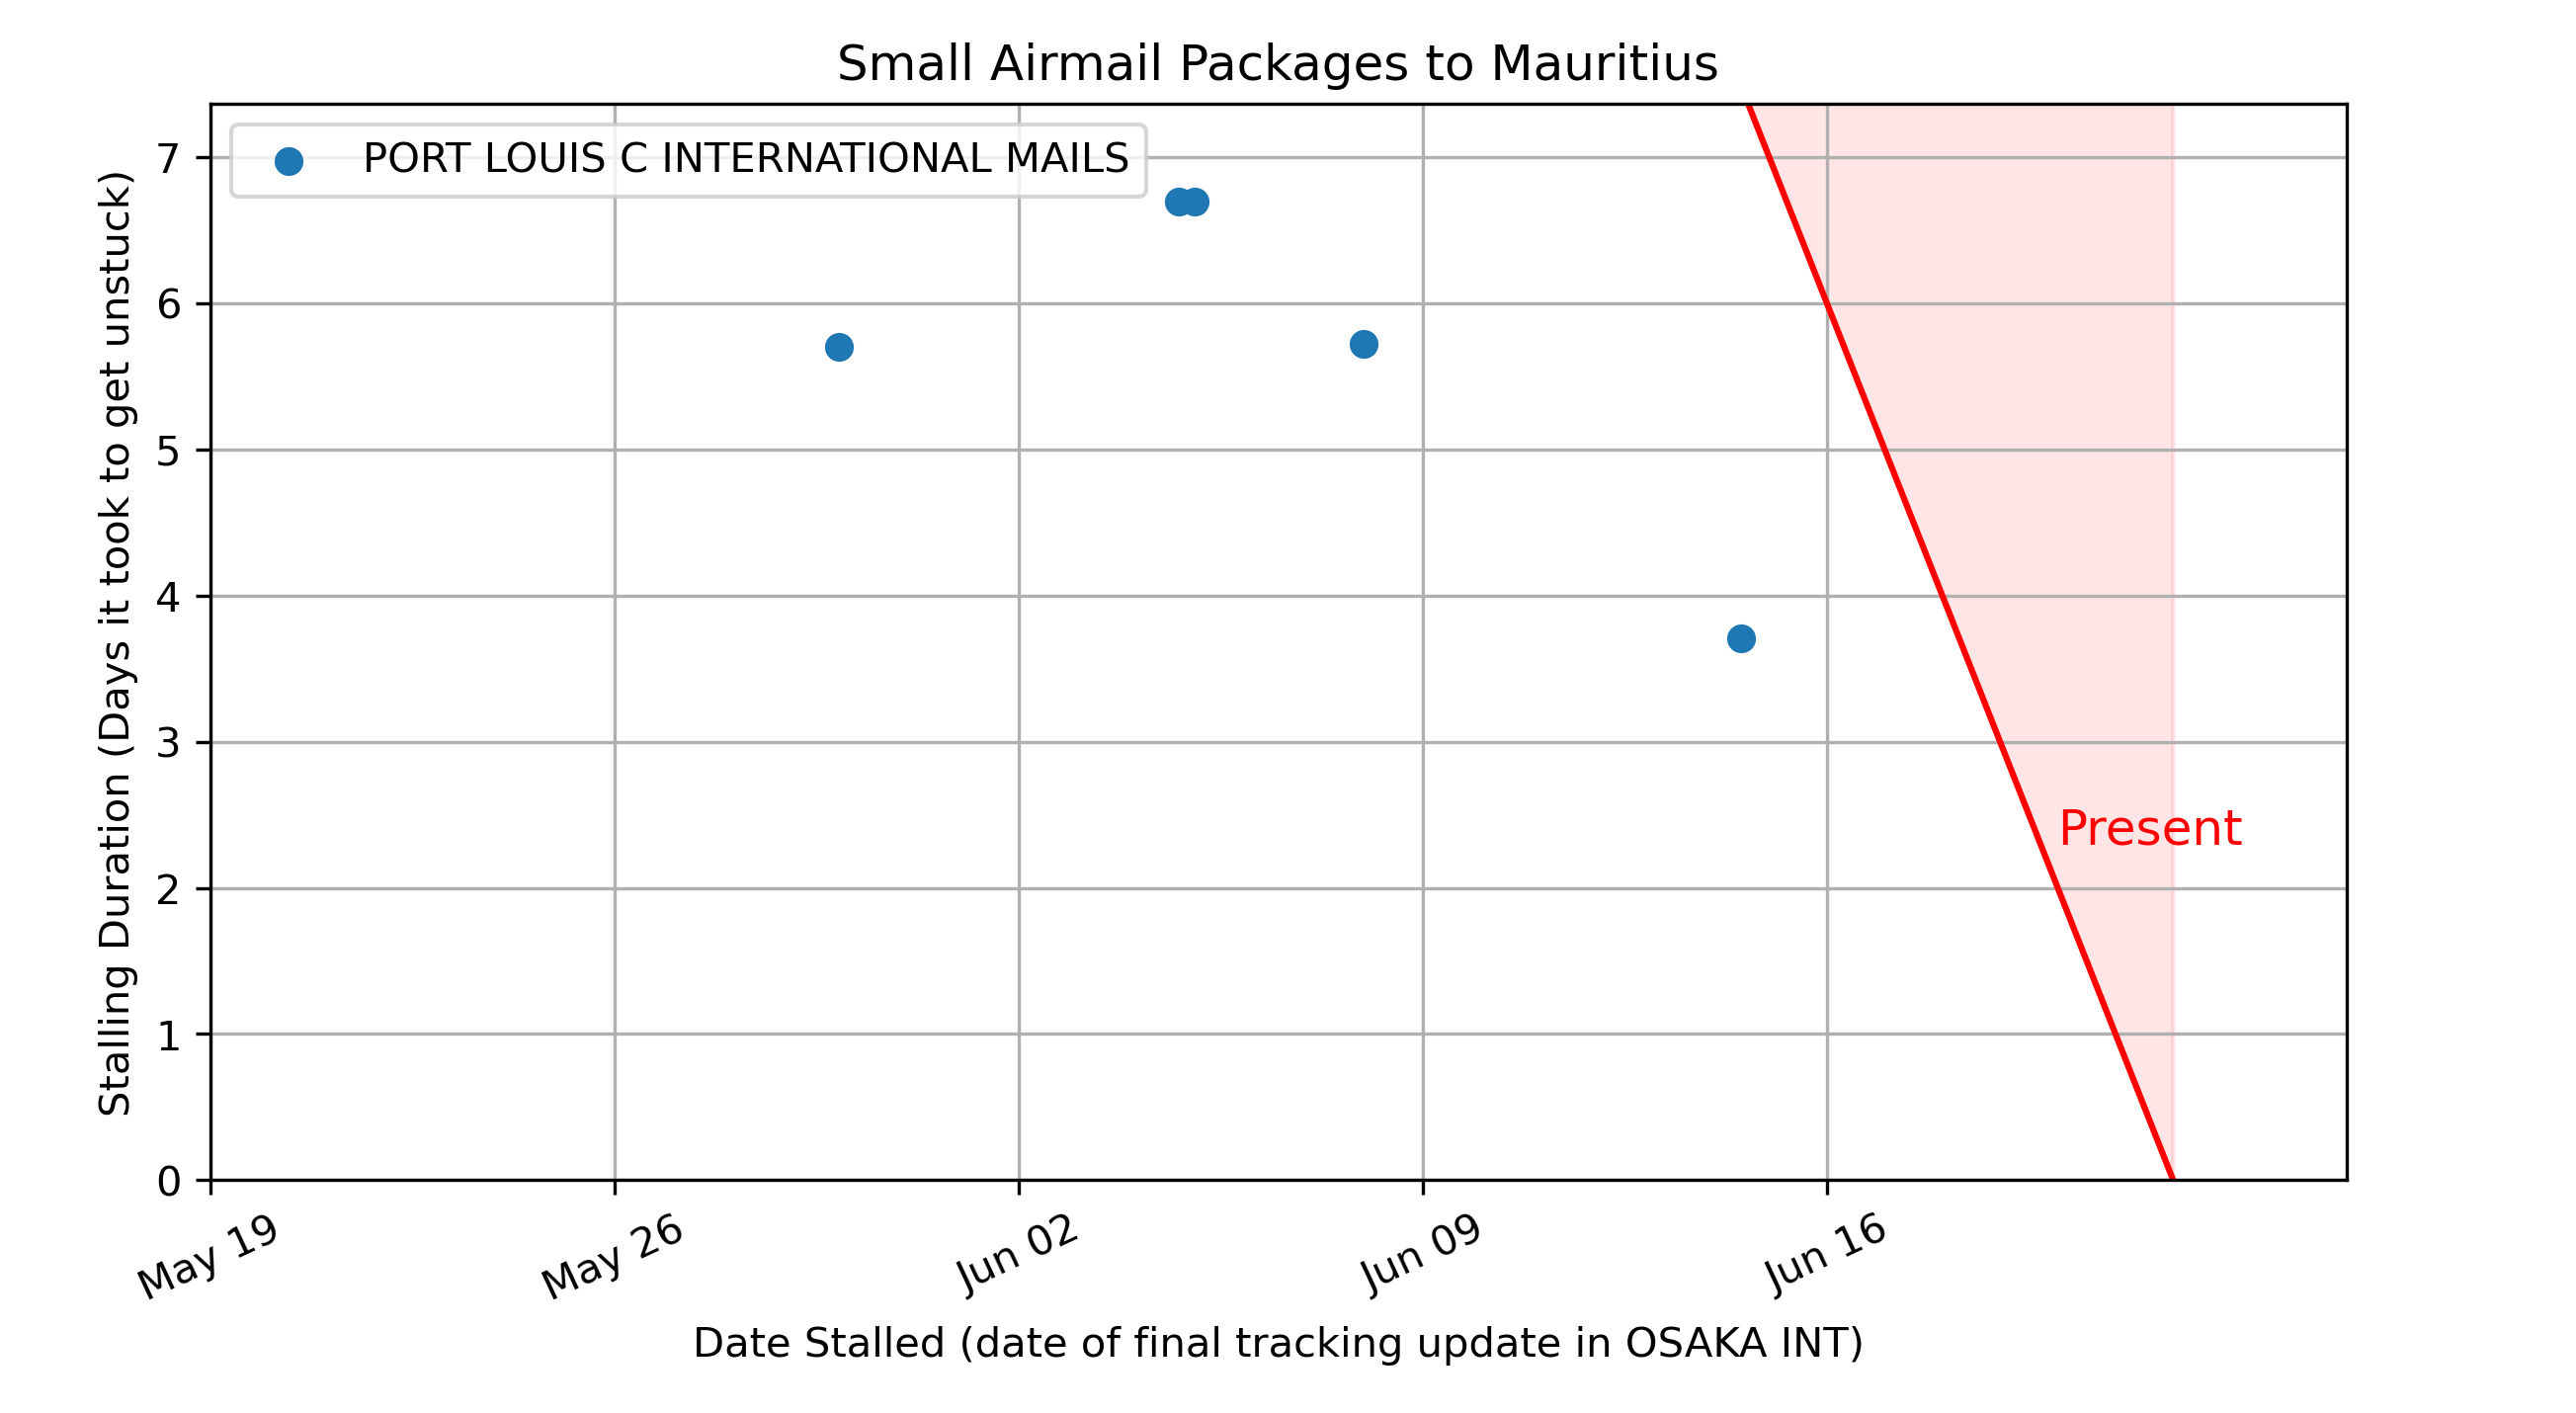 Small Airmail Packages to Mauritius
PORT LOUIS C INTERNATIONAL MAILS
Stalling Duration (Days it took to get unstuck)
7
6
5
4
3
2
1
0
Present
May 19
May 26
Jun 02
Jun 09
Jun 16
Date Stalled (date of final tracking update in OSAKA INT)